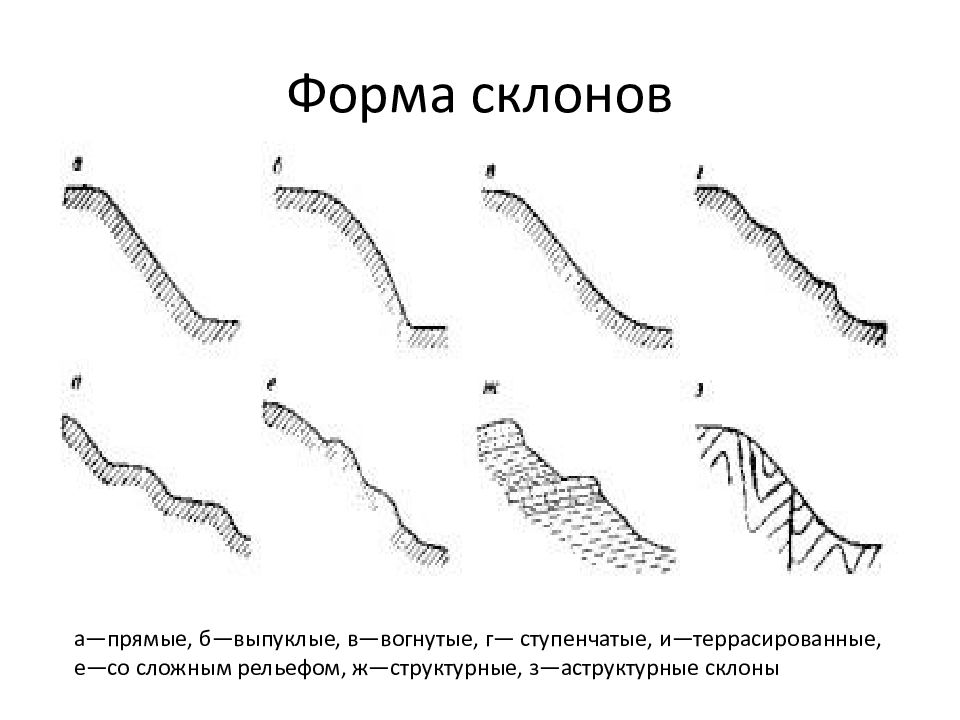 Форма склонов
а б в г
д е ж з
а—прямые, б—выпуклые, в—вогнутые, г— ступенчатые, и—террасированные,
е—со сложным рельефом, ж—структурные, з—аструктурные склоны